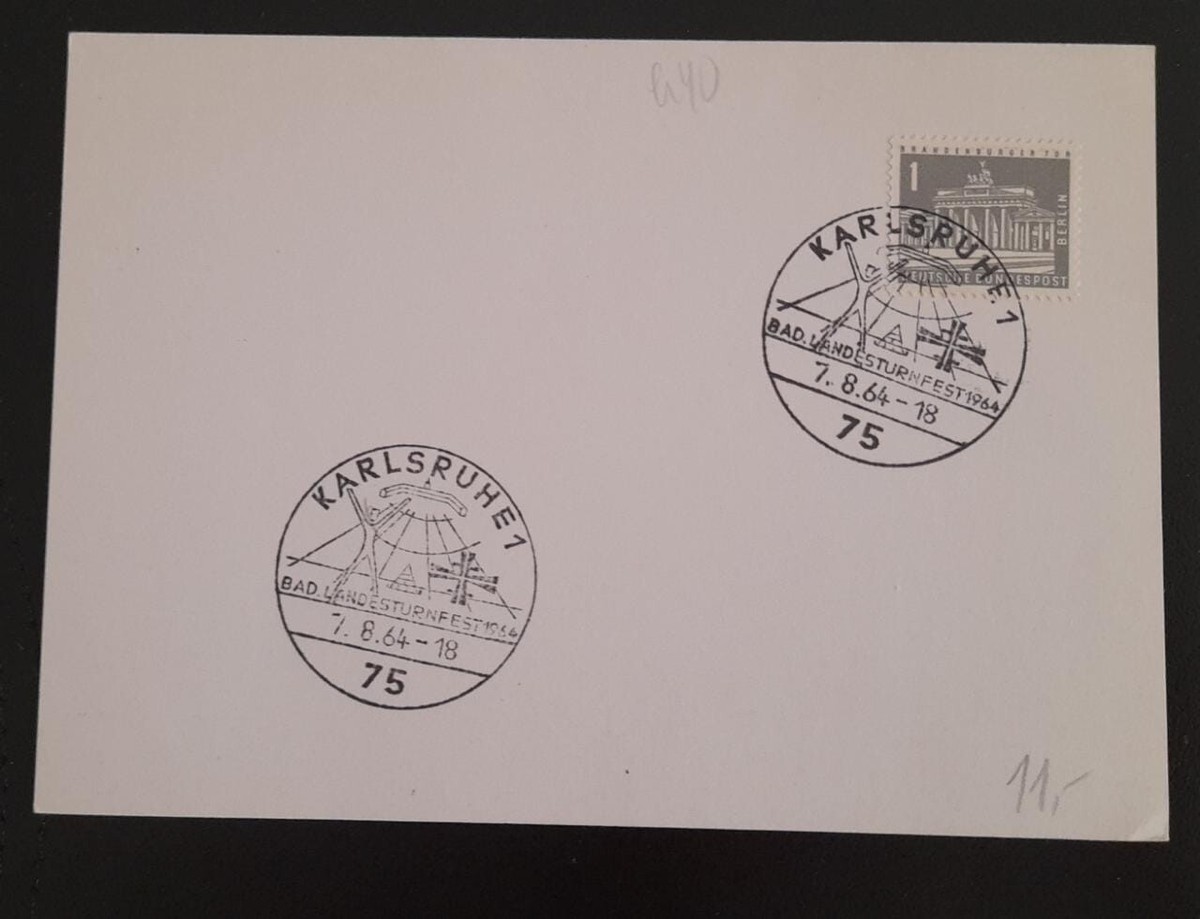 BRANDENBURGER TOR
1
BERLIN
DEUTSCHE BUNDESPOST
KARLSRUHE 1
BAD. LANDESTURNFEST 1964
7. 8.64 - 18
75
KARLSRUHE 1
BAD. LANDESTURNFEST 1964
7. 8.64 - 18
75
11,-